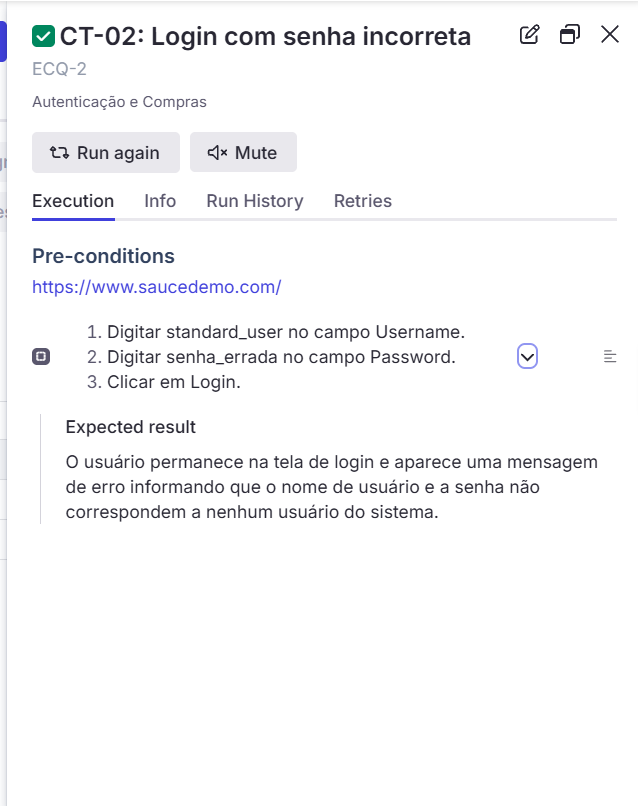 CT-02: Login com senha incorreta
ECQ-2
Autenticação e Compras
Run again
Mute
Execution
Info
Run History
Retries
Pre-conditions
https://www.saucedemo.com/
1. Digitar standard_user no campo Username.
2. Digitar senha_errada no campo Password.
3. Clicar em Login.
Expected result
O usuário permanece na tela de login e aparece uma mensagem
de erro informando que o nome de usuário e a senha não
correspondem a nenhum usuário do sistema.